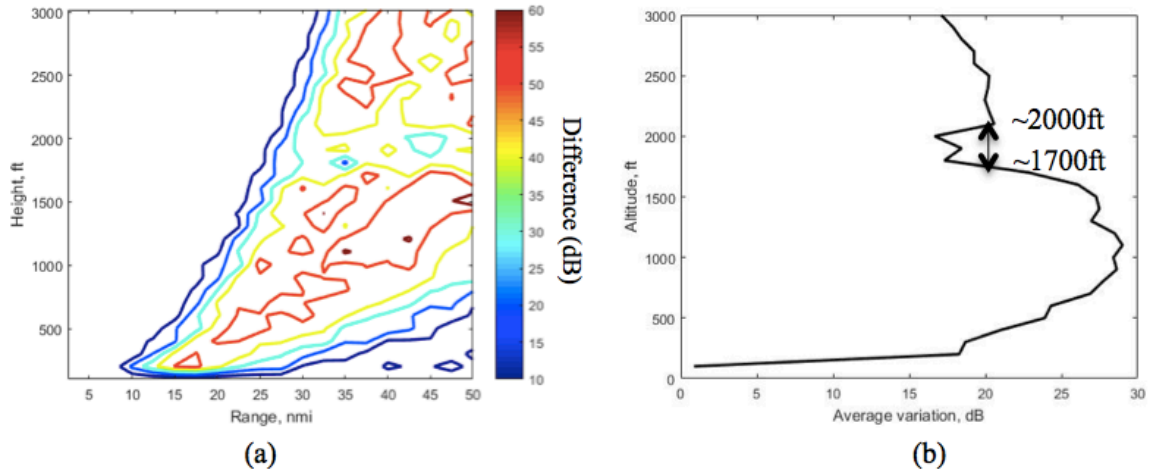 3000
2500
2000
1500
1000
500
Height, ft
5 10 15 20 25 30 35 40 45 50
Range, nmi
60
55
50
45
40
35
30
25
20
15
10
Difference (dB)
(a)
3000
2500
2000
1500
1000
500
0
Altitude, ft
0 5 10 15 20 25 30
Average variation, dB
~2000ft
~1700ft
(b)